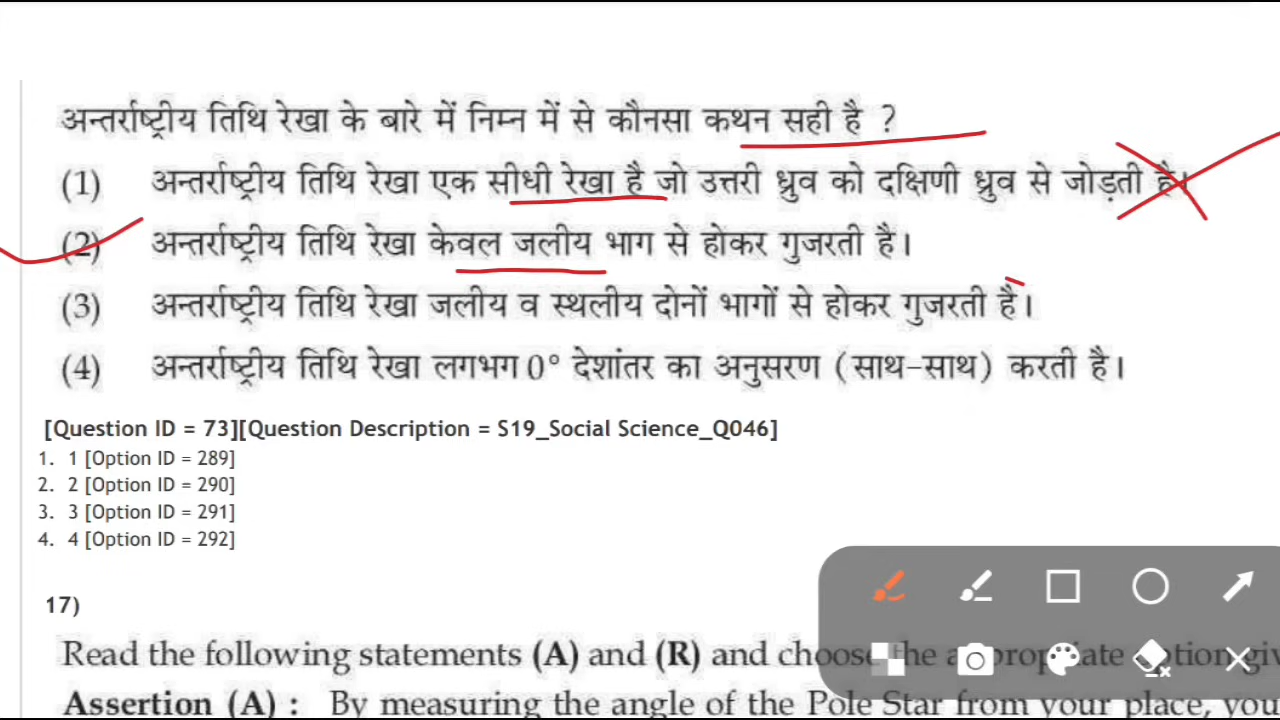 अन्तर्राष्ट्रीय तिथि रेखा के बारे में निम्न में से कौनसा कथन सही है ?
(1) अन्तर्राष्ट्रीय तिथि रेखा एक सीधी रेखा है जो उत्तरी ध्रुव को दक्षिणी ध्रुव से जोड़ती है।
(2) अन्तर्राष्ट्रीय तिथि रेखा केवल जलीय भाग से होकर गुजरती है।
(3) अन्तर्राष्ट्रीय तिथि रेखा जलीय व स्थलीय दोनों भागों से होकर गुजरती है।
(4) अन्तर्राष्ट्रीय तिथि रेखा लगभग 0° देशांतर का अनुसरण (साथ-साथ) करती है।
[Question ID = 73][Question Description = S19_Social Science_Q046]
1. 1 [Option ID = 289]
2. 2 [Option ID = 290]
3. 3 [Option ID = 291]
4. 4 [Option ID = 292]
17)
Read the following statements (A) and (R) and choose the
Assertion (A) : By measuring the angle of the Pole Star from your place, you